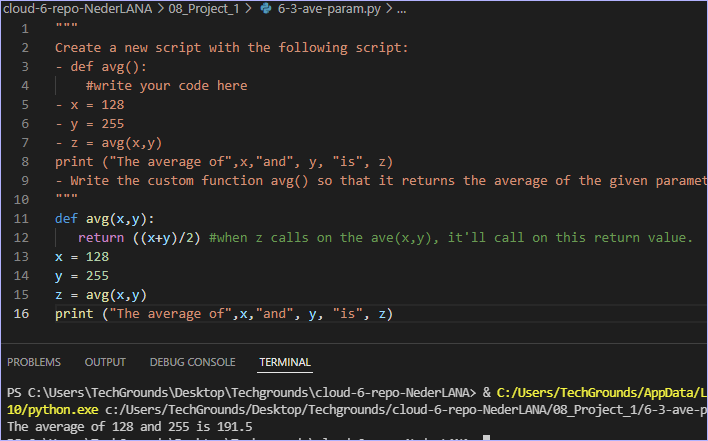 cloud-6-repo-NederLANA > 08_Project_1 > 6-3-ave-param.py > ...
1 """
2 Create a new script with the following script:
3 - def avg():
4     #write your code here
5 - x = 128
6 - y = 255
7 - z = avg(x,y)
8 print ("The average of",x,"and", y, "is", z)
9 - Write the custom function avg() so that it returns the average of the given paramet
10 """
11 def avg(x,y):
12    return ((x+y)/2) #when z calls on the ave(x,y), it'll call on this return value.
13 x = 128
14 y = 255
15 z = avg(x,y)
16 print ("The average of",x,"and", y, "is", z)
PROBLEMS OUTPUT DEBUG CONSOLE TERMINAL
PS C:\Users\TechGrounds\Desktop\Techgrounds\cloud-6-repo-NederLANA> & C:/Users/TechGrounds/AppData/L
10/python.exe c:/Users/TechGrounds/Desktop/Techgrounds/cloud-6-repo-NederLANA/08_Project_1/6-3-ave-p
The average of 128 and 255 is 191.5